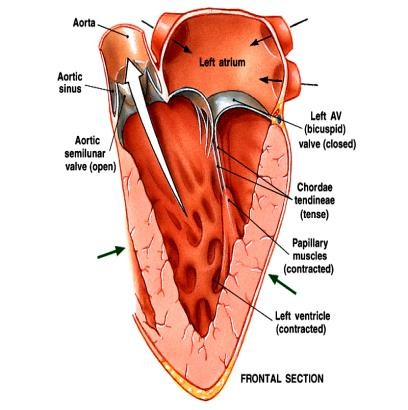 Aorta
Aortic
sinus
Aortic
semilunar
valve (open)
Left atrium
Left AV
(bicuspid)
valve (closed)
Chordae
tendineae
(tense)
Papillary
muscles
(contracted)
Left ventricle
(contracted)
FRONTAL SECTION